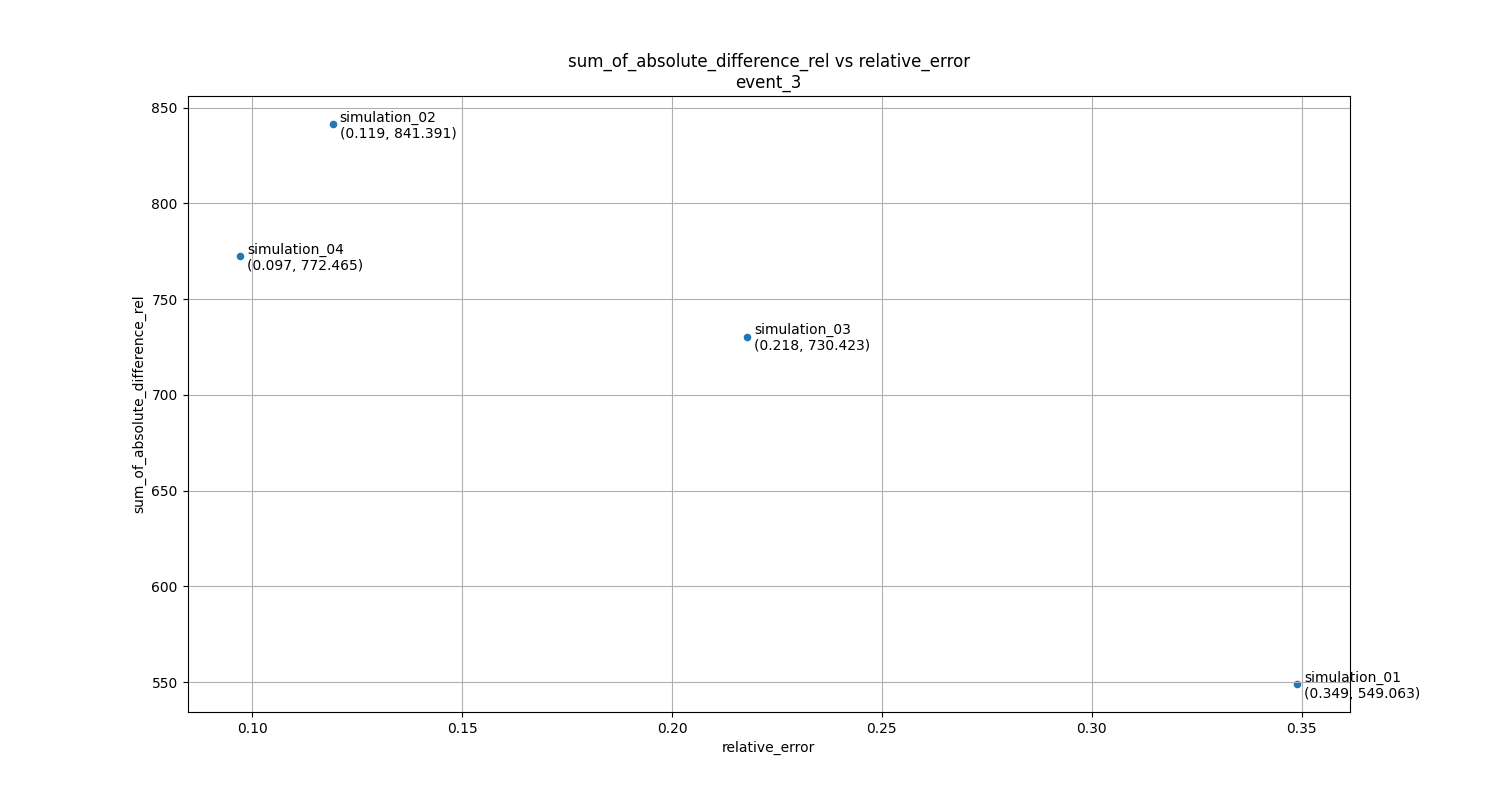 sum_of_absolute_difference_rel vs relative_error
event_3
850
800
750
700
650
600
550
sum_of_absolute_difference_rel
simulation_02
(0.119, 841.391)
simulation_04
(0.097, 772.465)
simulation_03
(0.218, 730.423)
simulation_01
(0.349, 549.063)
0.10
0.15
0.20
0.25
0.30
0.35
relative_error